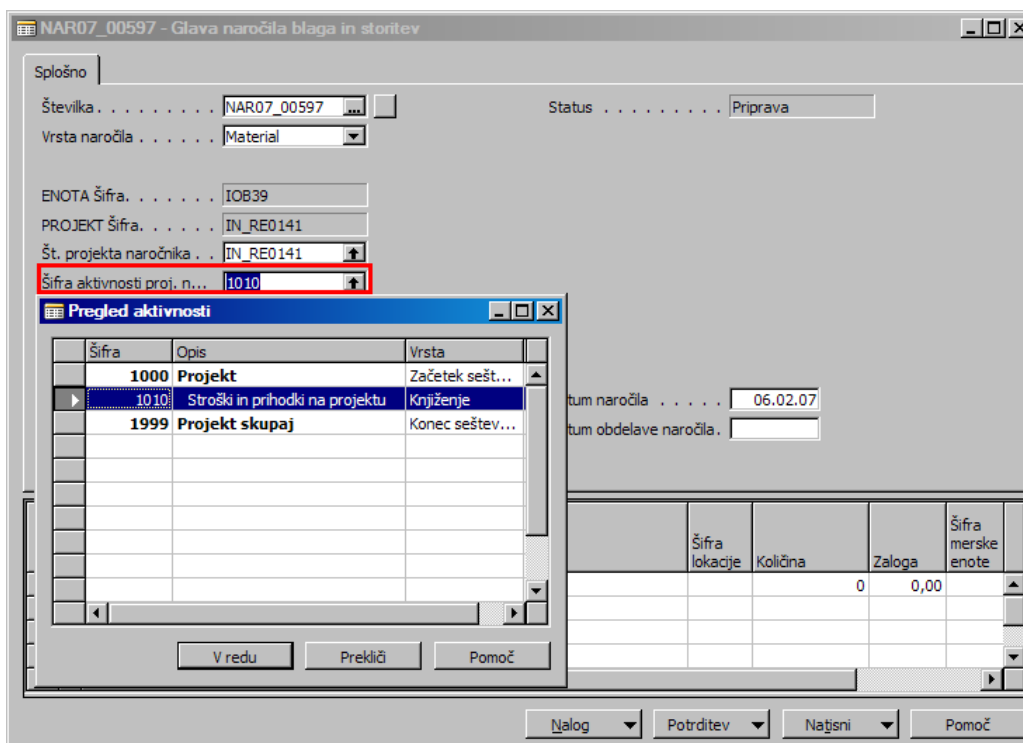 NAR07_00597 - Glava naročila blaga in storitev
Splošno
Številka. . . . . . . . . . NAR07_00597 ...
Status . . . . . . . . . Priprava
Vrsta naročila . . . . . . Material
ENOTA Šifra. . . . . . . IOB39
PROJEKT Šifra. . . . . . IN_RE0141
Št. projekta naročnika . . IN_RE0141
Šifra aktivnosti proj. n... 1010
Pregled aktivnosti
Šifra Opis Vrsta
1000 Projekt Začetek sešt...
1010 Stroški in prihodki na projektu Knjiženje
1999 Projekt skupaj Konec seštev...
tum naročila . . . . . 06.02.07
tum obdelave naročila.
Šifra lokacije Količina Zaloga Šifra merske enote
0 0,00
V redu Prekliči Pomoč
Nalog Potrditev Natisni Pomoč